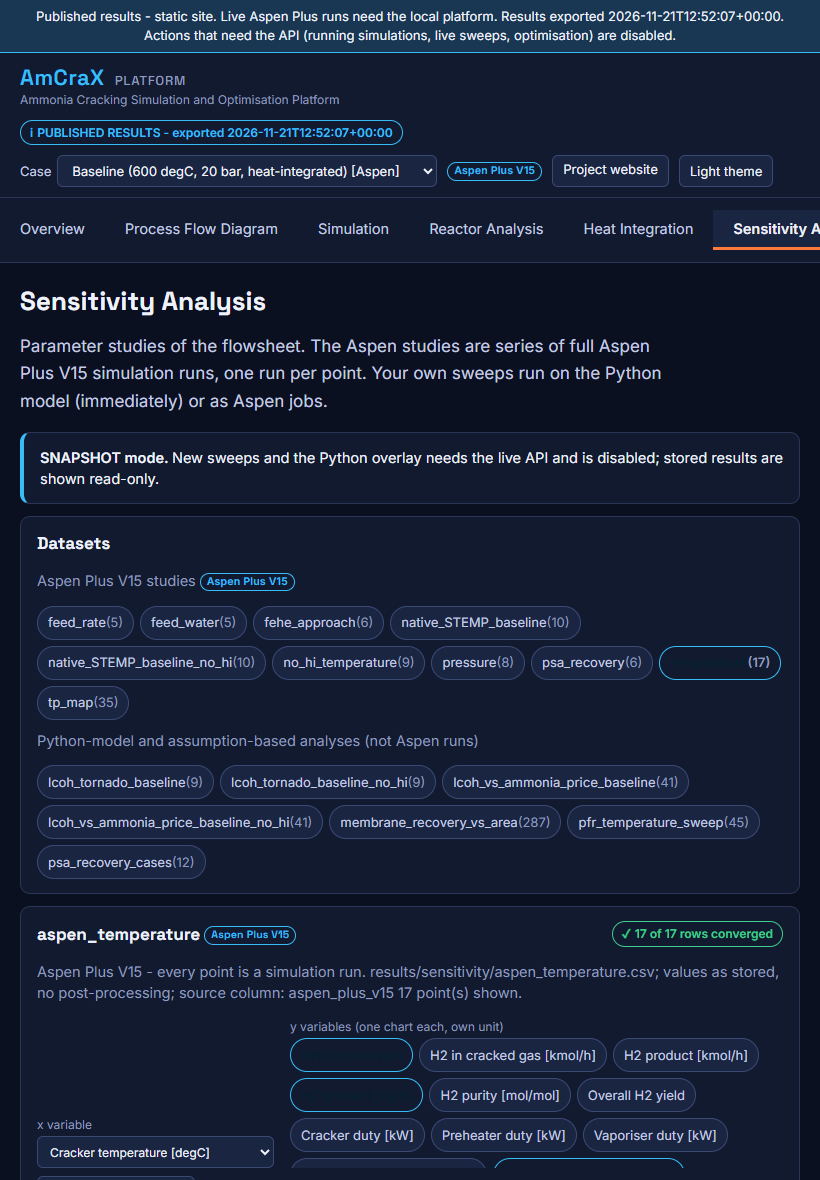 Published results - static site. Live Aspen Plus runs need the local platform. Results exported 2026-11-21T12:52:07+00:00.
Actions that need the API (running simulations, live sweeps, optimisation) are disabled.
AmCraX PLATFORM
Ammonia Cracking Simulation and Optimisation Platform
i PUBLISHED RESULTS - exported 2026-11-21T12:52:07+00:00
Case Baseline (600 degC, 20 bar, heat-integrated) [Aspen] Aspen Plus V15 Project website Light theme
Overview Process Flow Diagram Simulation Reactor Analysis Heat Integration Sensitivity A
Sensitivity Analysis
Parameter studies of the flowsheet. The Aspen studies are series of full Aspen
Plus V15 simulation runs, one run per point. Your own sweeps run on the Python
model (immediately) or as Aspen jobs.
SNAPSHOT mode. New sweeps and the Python overlay needs the live API and is disabled; stored results are
shown read-only.
Datasets
Aspen Plus V15 studies Aspen Plus V15
feed_rate(5) feed_water(5) fehe_approach(6) native_STEMP_baseline(10)
native_STEMP_baseline_no_hi(10) no_hi_temperature(9) pressure(8) psa_recovery(6) (17)
tp_map(35)
Python-model and assumption-based analyses (not Aspen runs)
lcoh_tornado_baseline(9) lcoh_tornado_baseline_no_hi(9) lcoh_vs_ammonia_price_baseline(41)
lcoh_vs_ammonia_price_baseline_no_hi(41) membrane_recovery_vs_area(287) pfr_temperature_sweep(45)
psa_recovery_cases(12)
aspen_temperature Aspen Plus V15 ✓ 17 of 17 rows converged
Aspen Plus V15 - every point is a simulation run. results/sensitivity/aspen_temperature.csv; values as stored,
no post-processing; source column: aspen_plus_v15 17 point(s) shown.
y variables (one chart each, own unit)
H2 in cracked gas [kmol/h] H2 product [kmol/h]
H2 purity [mol/mol] Overall H2 yield
x variable
Cracker duty [kW] Preheater duty [kW] Vaporiser duty [kW]
Cracker temperature [degC]